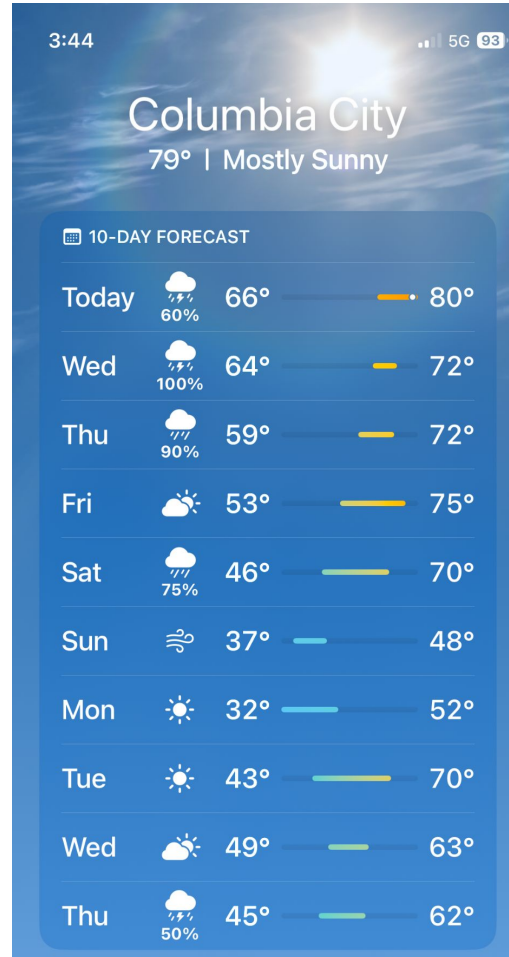 3:44 5G 93
Columbia City
79° | Mostly Sunny
10-DAY FORECAST
Today 60% 66° 80°
Wed 100% 64° 72°
Thu 90% 59° 72°
Fri 53° 75°
Sat 75% 46° 70°
Sun 37° 48°
Mon 32° 52°
Tue 43° 70°
Wed 49° 63°
Thu 50% 45° 62°